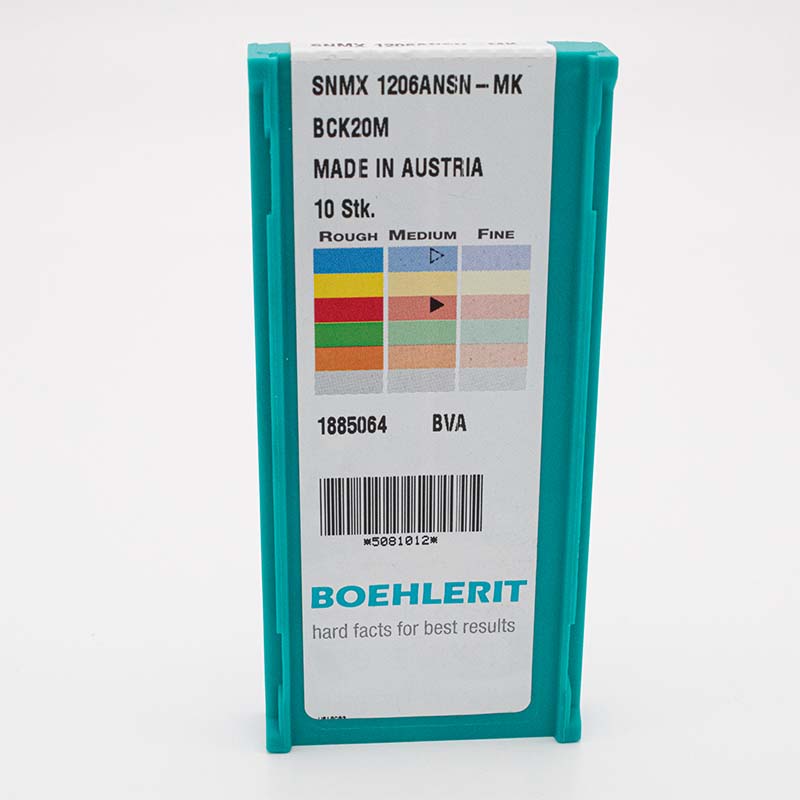 SNMX 1206ANSN-MK
BCK20M
MADE IN AUSTRIA
10 Stk.
ROUGH MEDIUM FINE
1885064 BVA
*5081012*
BOEHLERIT
hard facts for best results